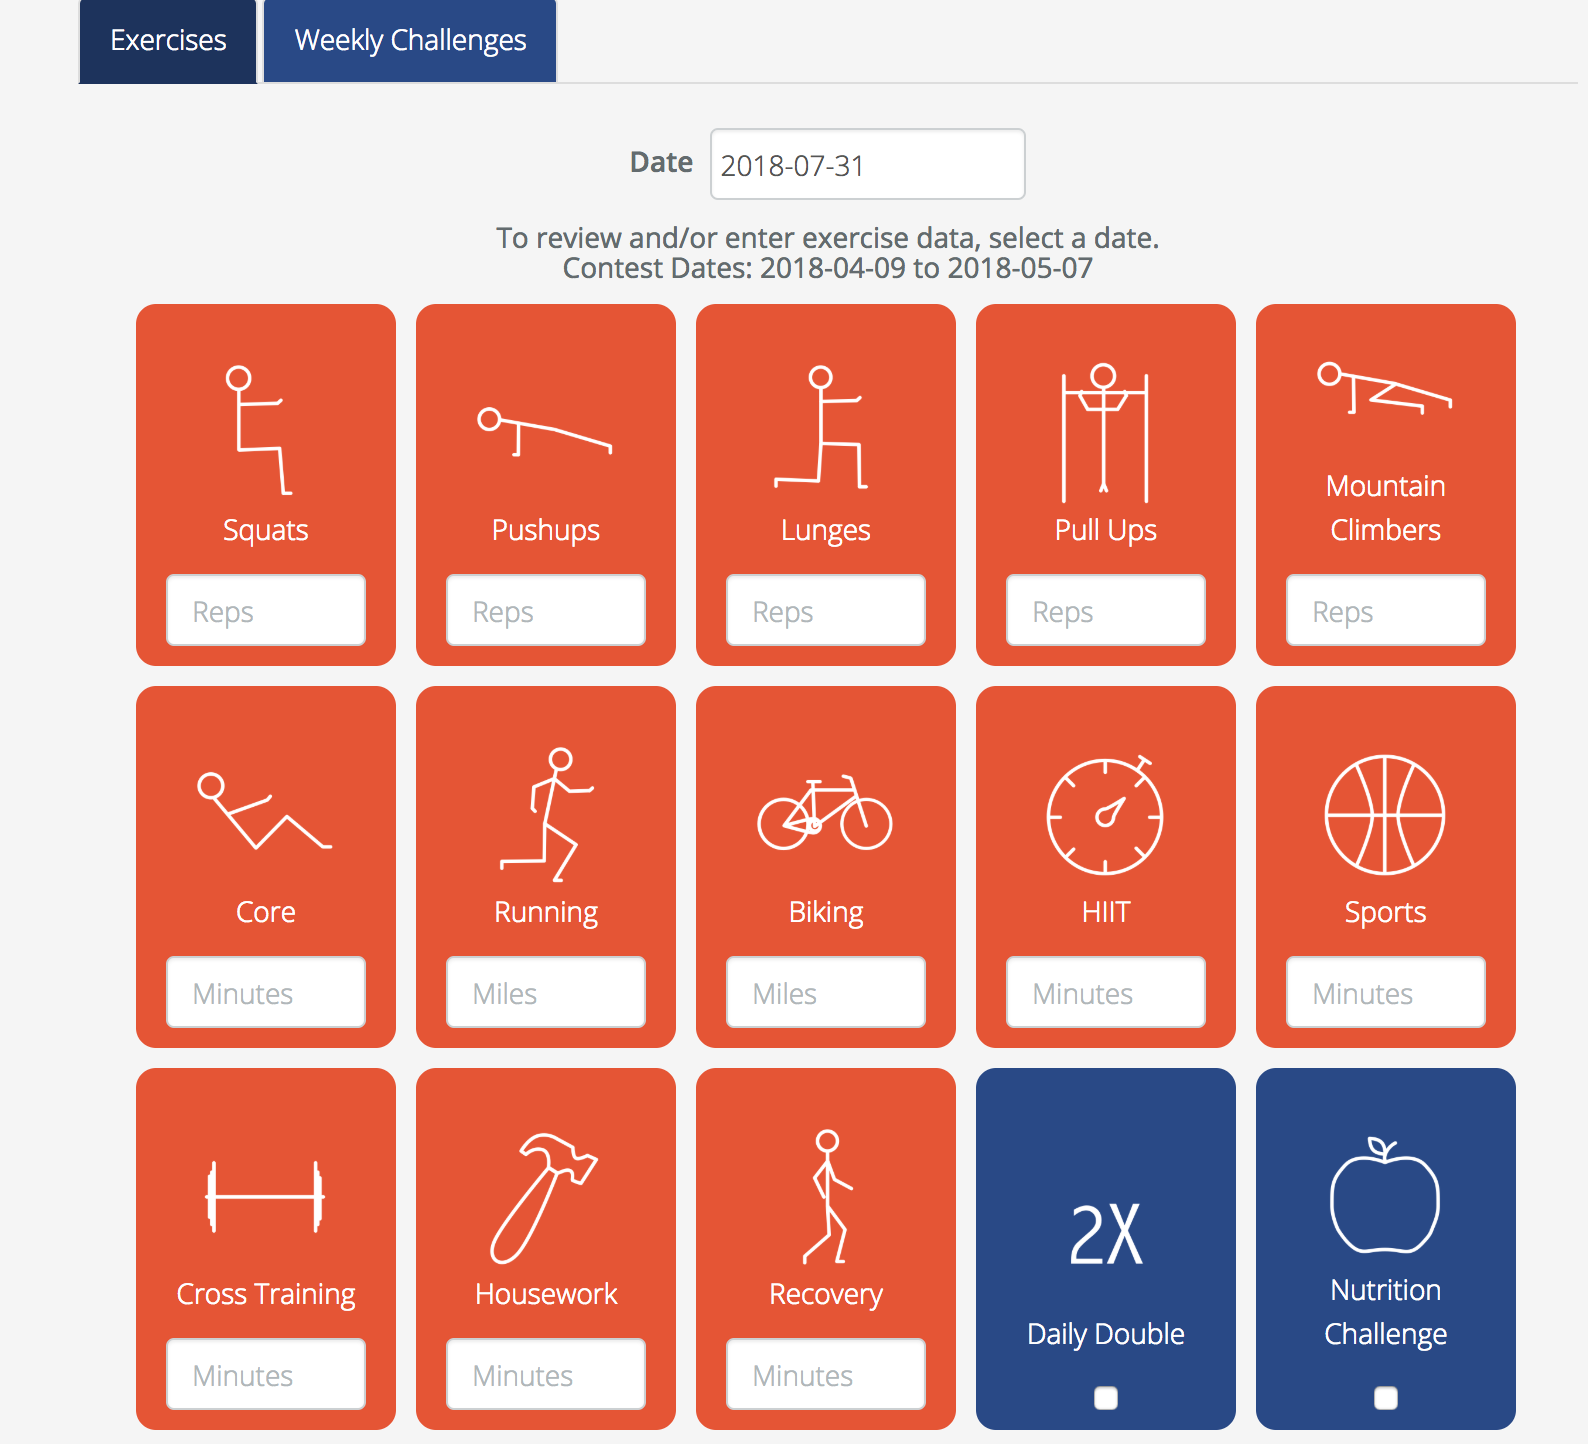 Exercises
Weekly Challenges
Date
2018-07-31
To review and/or enter exercise data, select a date.
Contest Dates: 2018-04-09 to 2018-05-07
Squats
Reps
Pushups
Reps
Lunges
Reps
Pull Ups
Reps
Mountain
Climbers
Reps
Core
Minutes
Running
Miles
Biking
Miles
HIIT
Minutes
Sports
Minutes
Cross Training
Minutes
Housework
Minutes
Recovery
Minutes
2X
Daily Double
Nutrition
Challenge